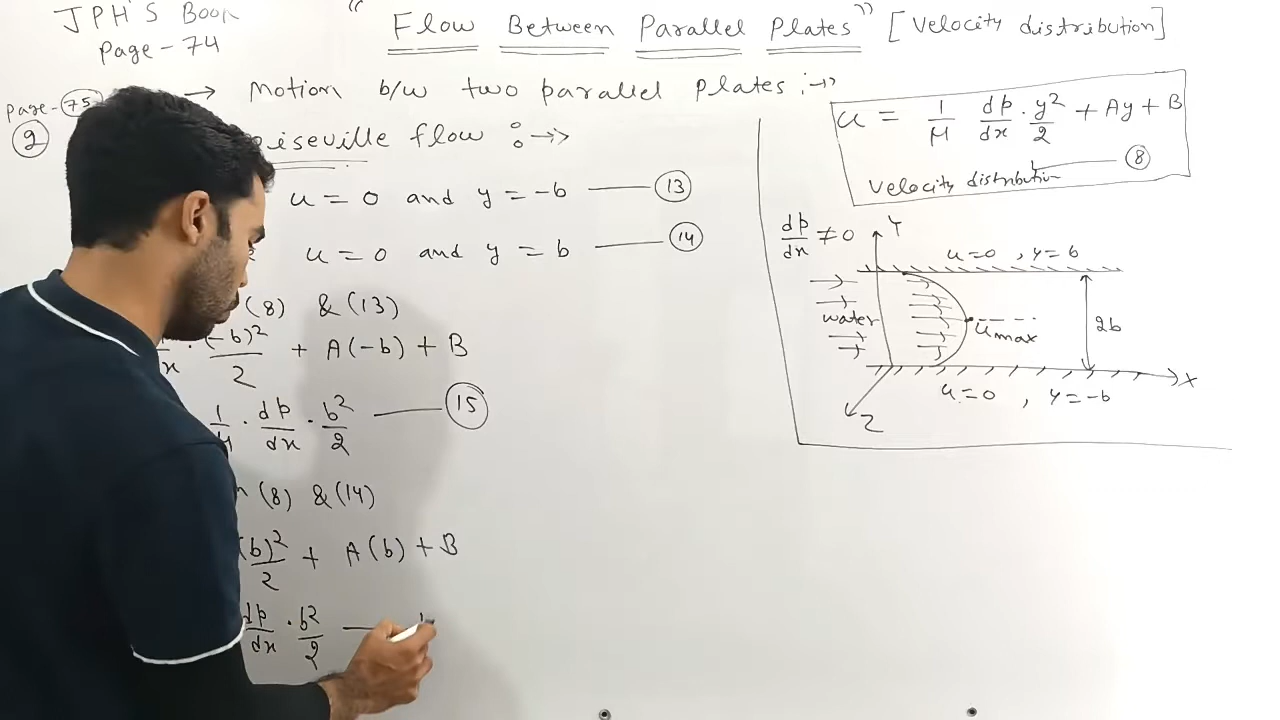 JPH'S Book
Page-74
" Flow Between Parallel Plates " [Velocity distribution]
Page-75
→ Motion b/w two parallel plates :→
2
iseville flow :→
u = 0 and y = -b —— (13)
u = 0 and y = b —— (14)
(8) & (13)
x · (-b)²/2 + A(-b) + B
1/μ · dp/dx · b²/2 —— (15)
(8) & (14)
(b)²/2 + A(b) + B
dp/dx · b²/2 ——
u = 1/μ dp/dx · y²/2 + Ay + B
(8)
Velocity distribution
dp/dx ≠ 0
Y
u=0 , y=b
water
umax
2b
X
u=0 , y=-b
Z